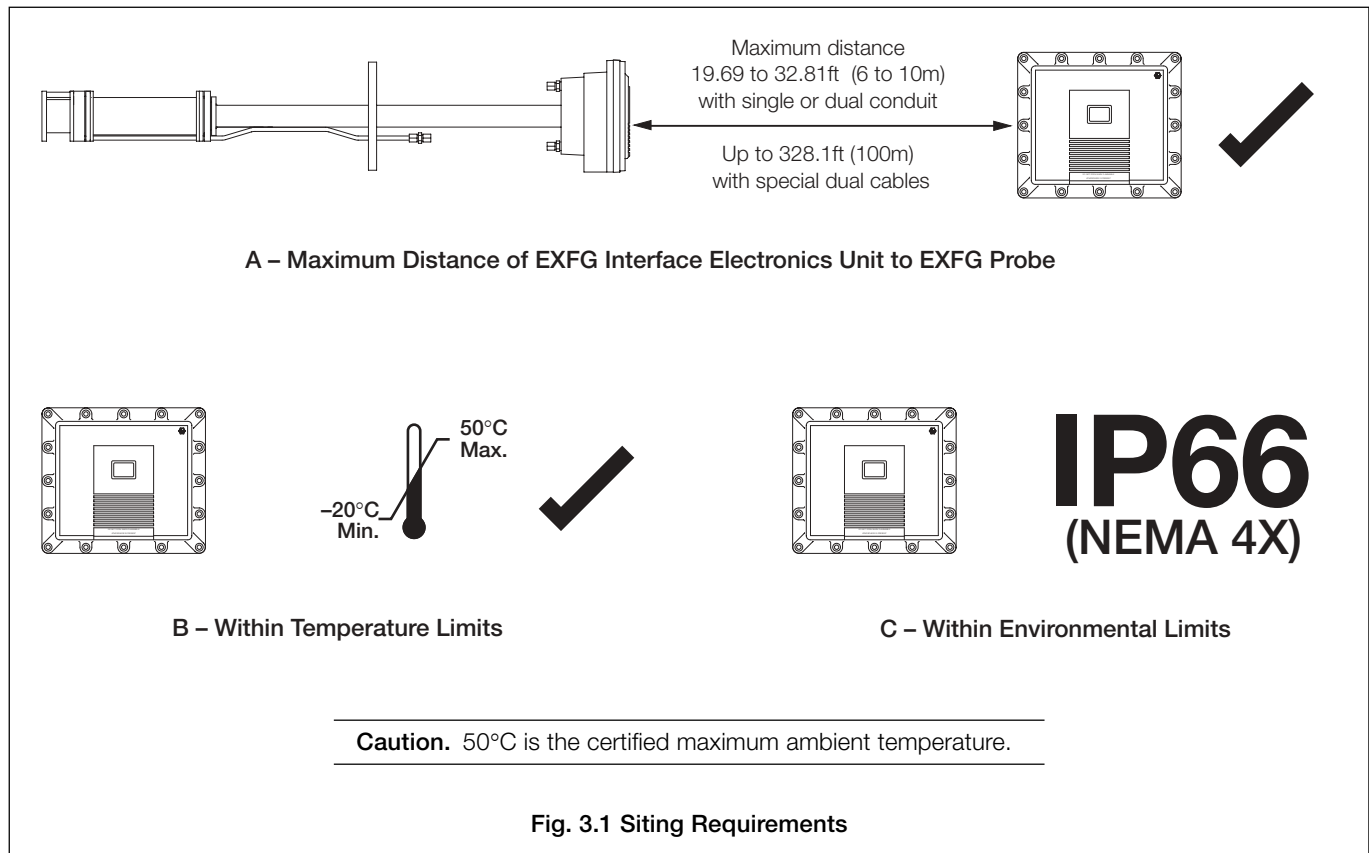 Maximum distance
19.69 to 32.81ft (6 to 10m)
with single or dual conduit
Up to 328.1ft (100m)
with special dual cables
A – Maximum Distance of EXFG Interface Electronics Unit to EXFG Probe
50°C
Max.
–20°C
Min.
IP66
(NEMA 4X)
B – Within Temperature Limits
C – Within Environmental Limits
Caution. 50°C is the certified maximum ambient temperature.
Fig. 3.1 Siting Requirements